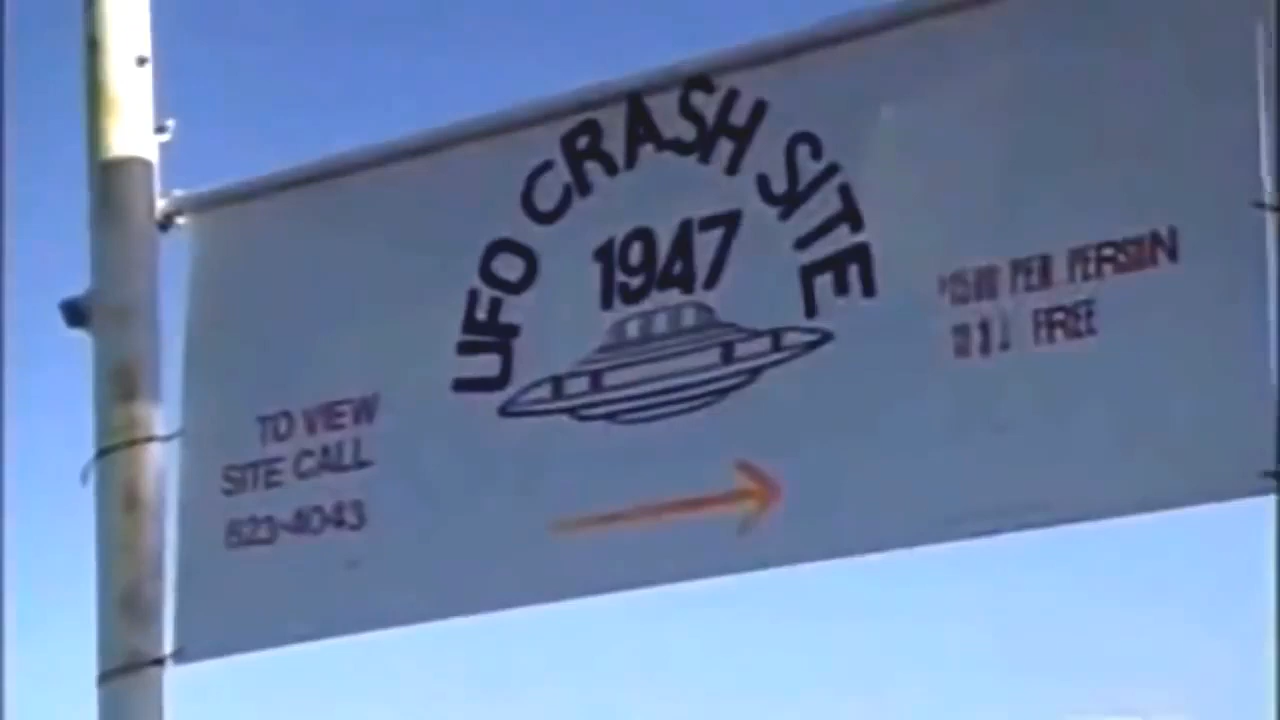 UFO CRASH SITE
1947
TO VIEW
SITE CALL
623-4043
PER PERSON
FREE